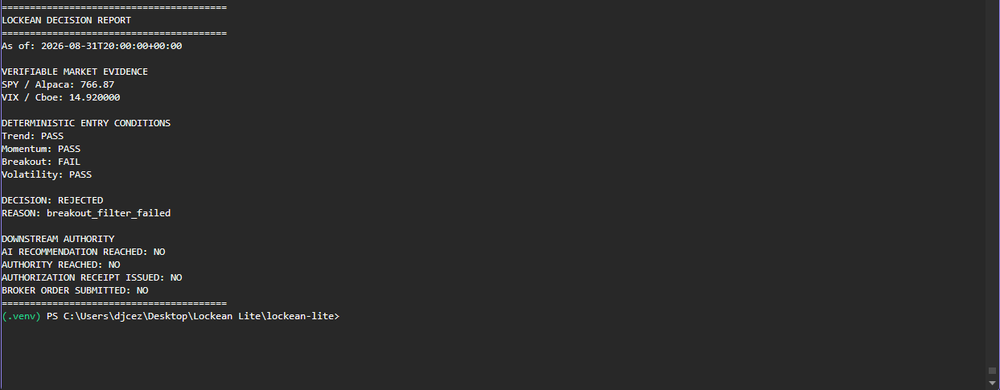 ========================================
LOCKEAN DECISION REPORT
========================================
As of: 2026-08-31T20:00:00+00:00
VERIFIABLE MARKET EVIDENCE
SPY / Alpaca: 766.87
VIX / Cboe: 14.920000
DETERMINISTIC ENTRY CONDITIONS
Trend: PASS
Momentum: PASS
Breakout: FAIL
Volatility: PASS
DECISION: REJECTED
REASON: breakout_filter_failed
DOWNSTREAM AUTHORITY
AI RECOMMENDATION REACHED: NO
AUTHORITY REACHED: NO
AUTHORIZATION RECEIPT ISSUED: NO
BROKER ORDER SUBMITTED: NO
========================================
(.venv) PS C:\Users\djcez\Desktop\Lockean Lite\lockean-lite>